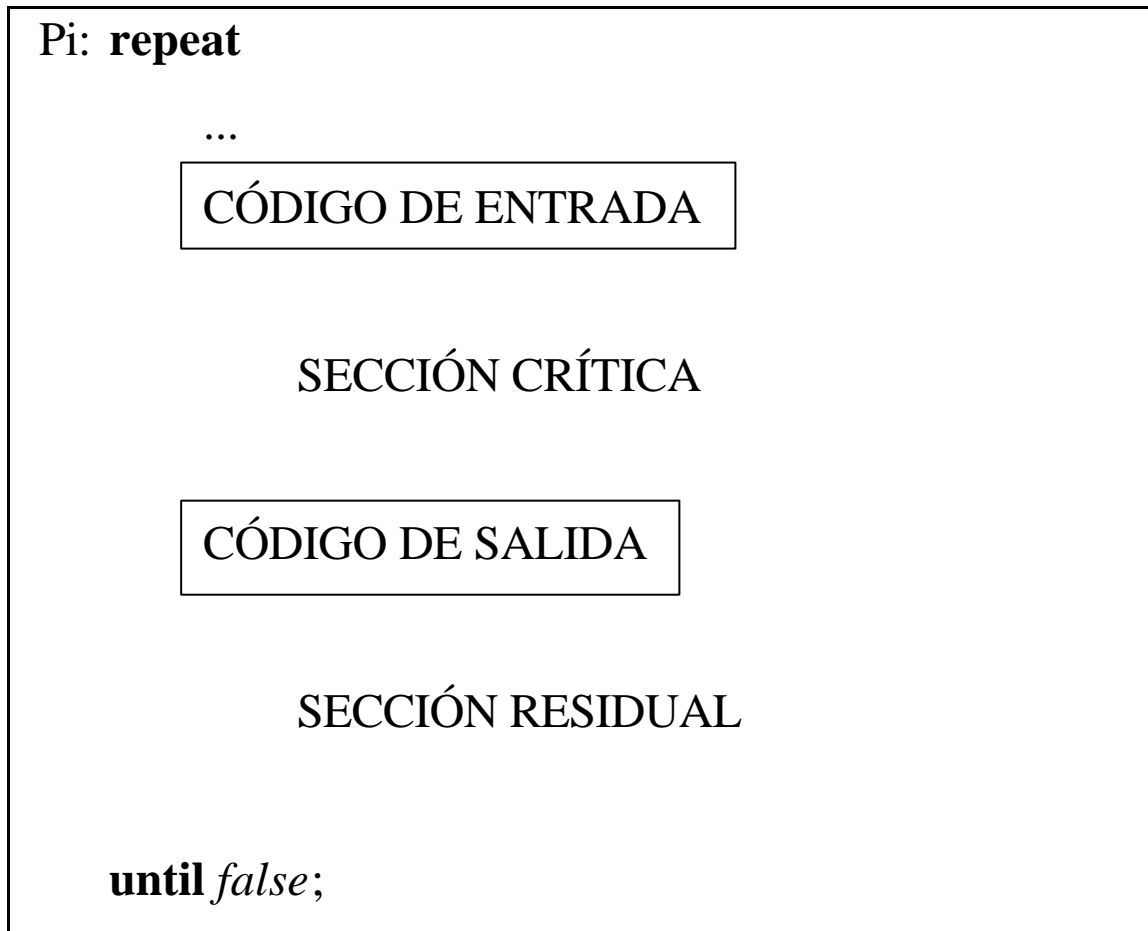 Pi: repeat
...
CÓDIGO DE ENTRADA
SECCIÓN CRÍTICA
CÓDIGO DE SALIDA
SECCIÓN RESIDUAL
until false;